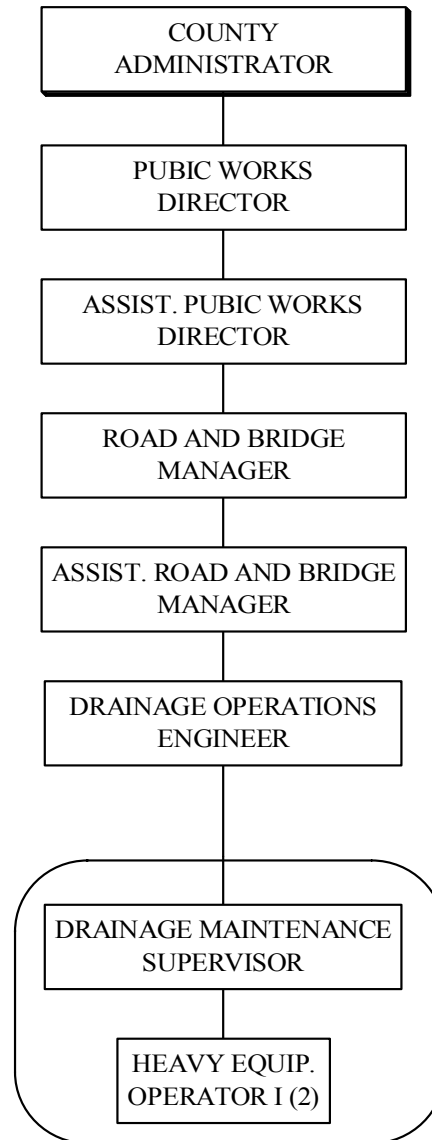 COUNTY
ADMINISTRATOR
PUBIC WORKS
DIRECTOR
ASSIST. PUBIC WORKS
DIRECTOR
ROAD AND BRIDGE
MANAGER
ASSIST. ROAD AND BRIDGE
MANAGER
DRAINAGE OPERATIONS
ENGINEER
DRAINAGE MAINTENANCE
SUPERVISOR
HEAVY EQUIP.
OPERATOR I (2)